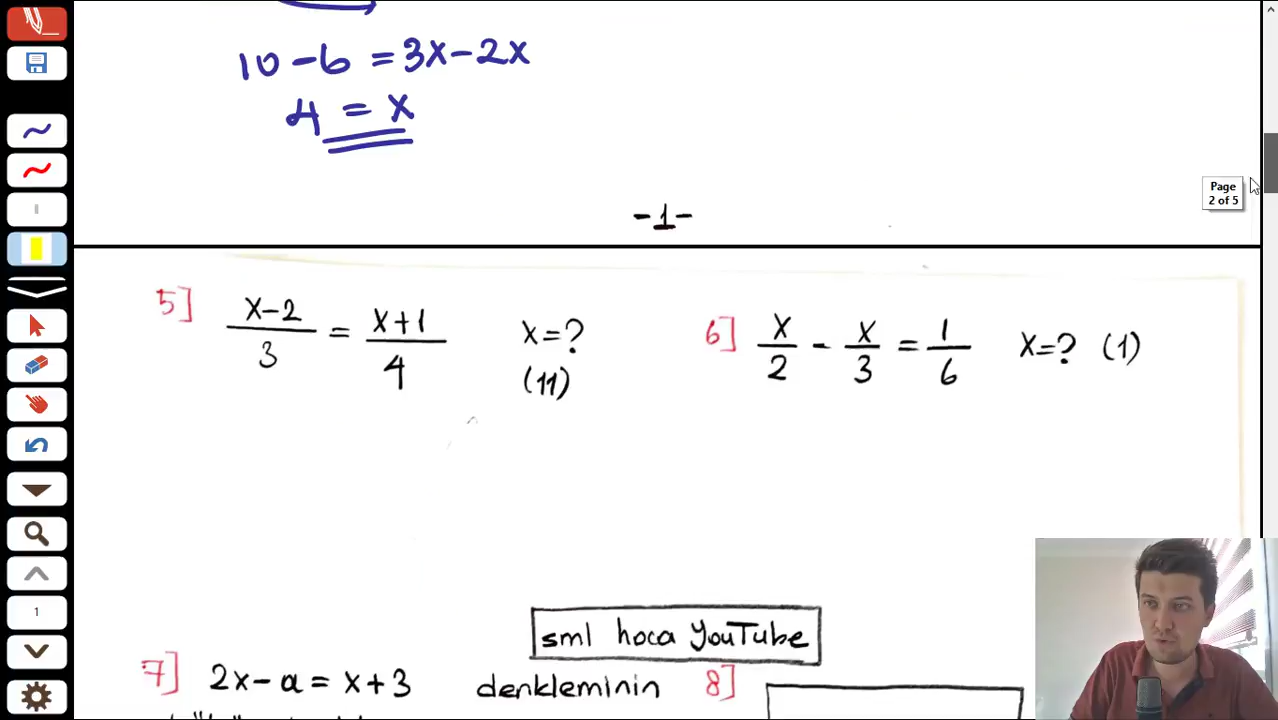 10 - 6 = 3x - 2x
4 = x
Page
2 of 5
-1-
5] x-2/3 = x+1/4 x=? (11)
6] x/2 - x/3 = 1/6 x=? (1)
sml hoca YouTube
7] 2x-a = x+3 denkleminin
8]
1